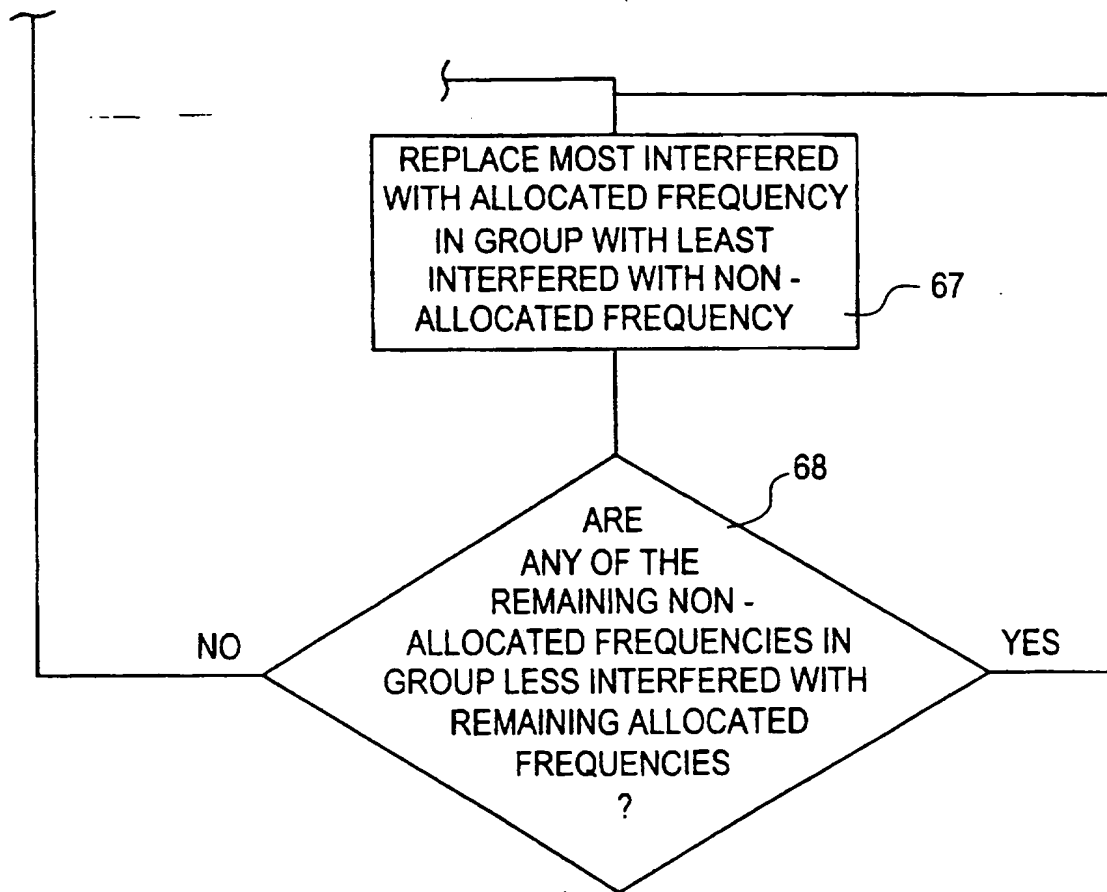 REPLACE MOST INTERFERED
WITH ALLOCATED FREQUENCY
IN GROUP WITH LEAST
INTERFERED WITH NON -
ALLOCATED FREQUENCY
67
68
ARE
ANY OF THE
REMAINING NON -
ALLOCATED FREQUENCIES IN
GROUP LESS INTERFERED WITH
REMAINING ALLOCATED
FREQUENCIES
?
NO
YES